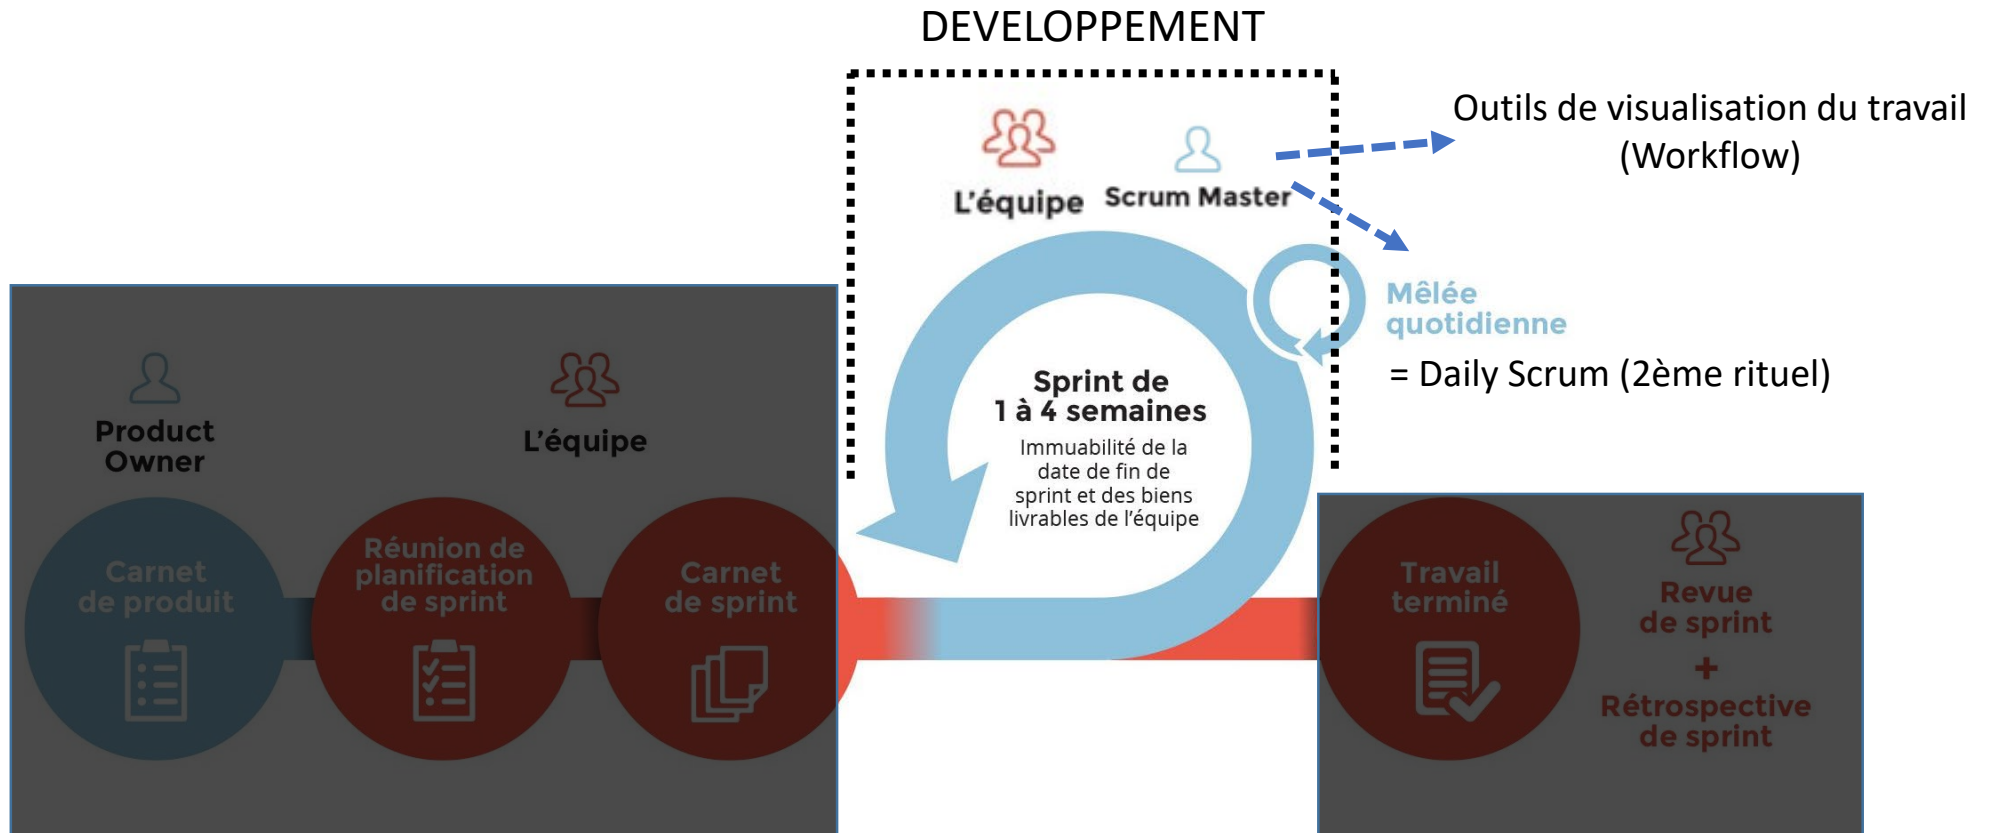 DEVELOPPEMENT
Outils de visualisation du travail
(Workflow)
L'équipe
Scrum Master
Mêlée
quotidienne
= Daily Scrum (2ème rituel)
Sprint de
1 à 4 semaines
Immuabilité de la
date de fin de
sprint et des biens
livrables de l'équipe
Product
Owner
L'équipe
Carnet
de produit
Réunion de
planification
de sprint
Carnet
de sprint
Travail
terminé
Revue
de sprint
+
Rétrospective
de sprint